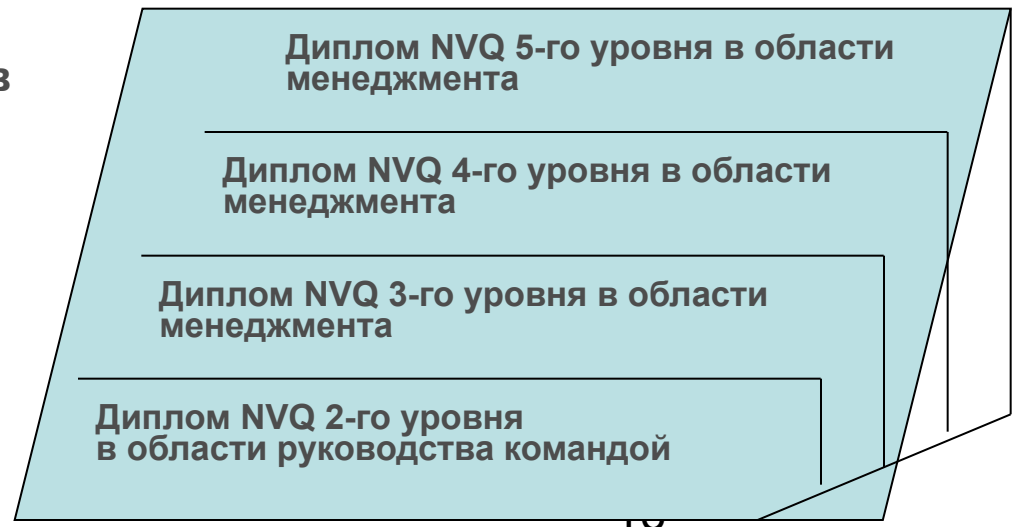 Диплом NVQ 5-го уровня в области
менеджмента
в
Диплом NVQ 4-го уровня в области
менеджмента
Диплом NVQ 3-го уровня в области
менеджмента
Диплом NVQ 2-го уровня
в области руководства командой